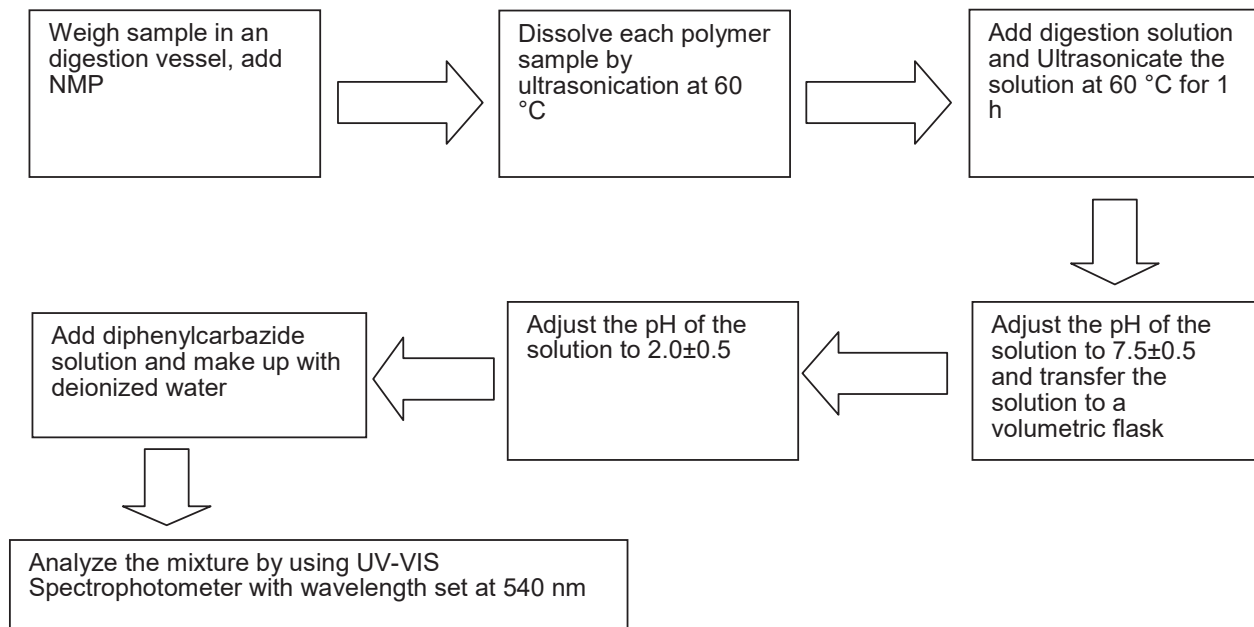 Weigh sample in an
digestion vessel, add
NMP
Dissolve each polymer
sample by
ultrasonication at 60
°C
Add digestion solution
and Ultrasonicate the
solution at 60 °C for 1
h
Adjust the pH of the
solution to 7.5±0.5
and transfer the
solution to a
volumetric flask
Adjust the pH of the
solution to 2.0±0.5
Add diphenylcarbazide
solution and make up with
deionized water
Analyze the mixture by using UV-VIS
Spectrophotometer with wavelength set at 540 nm